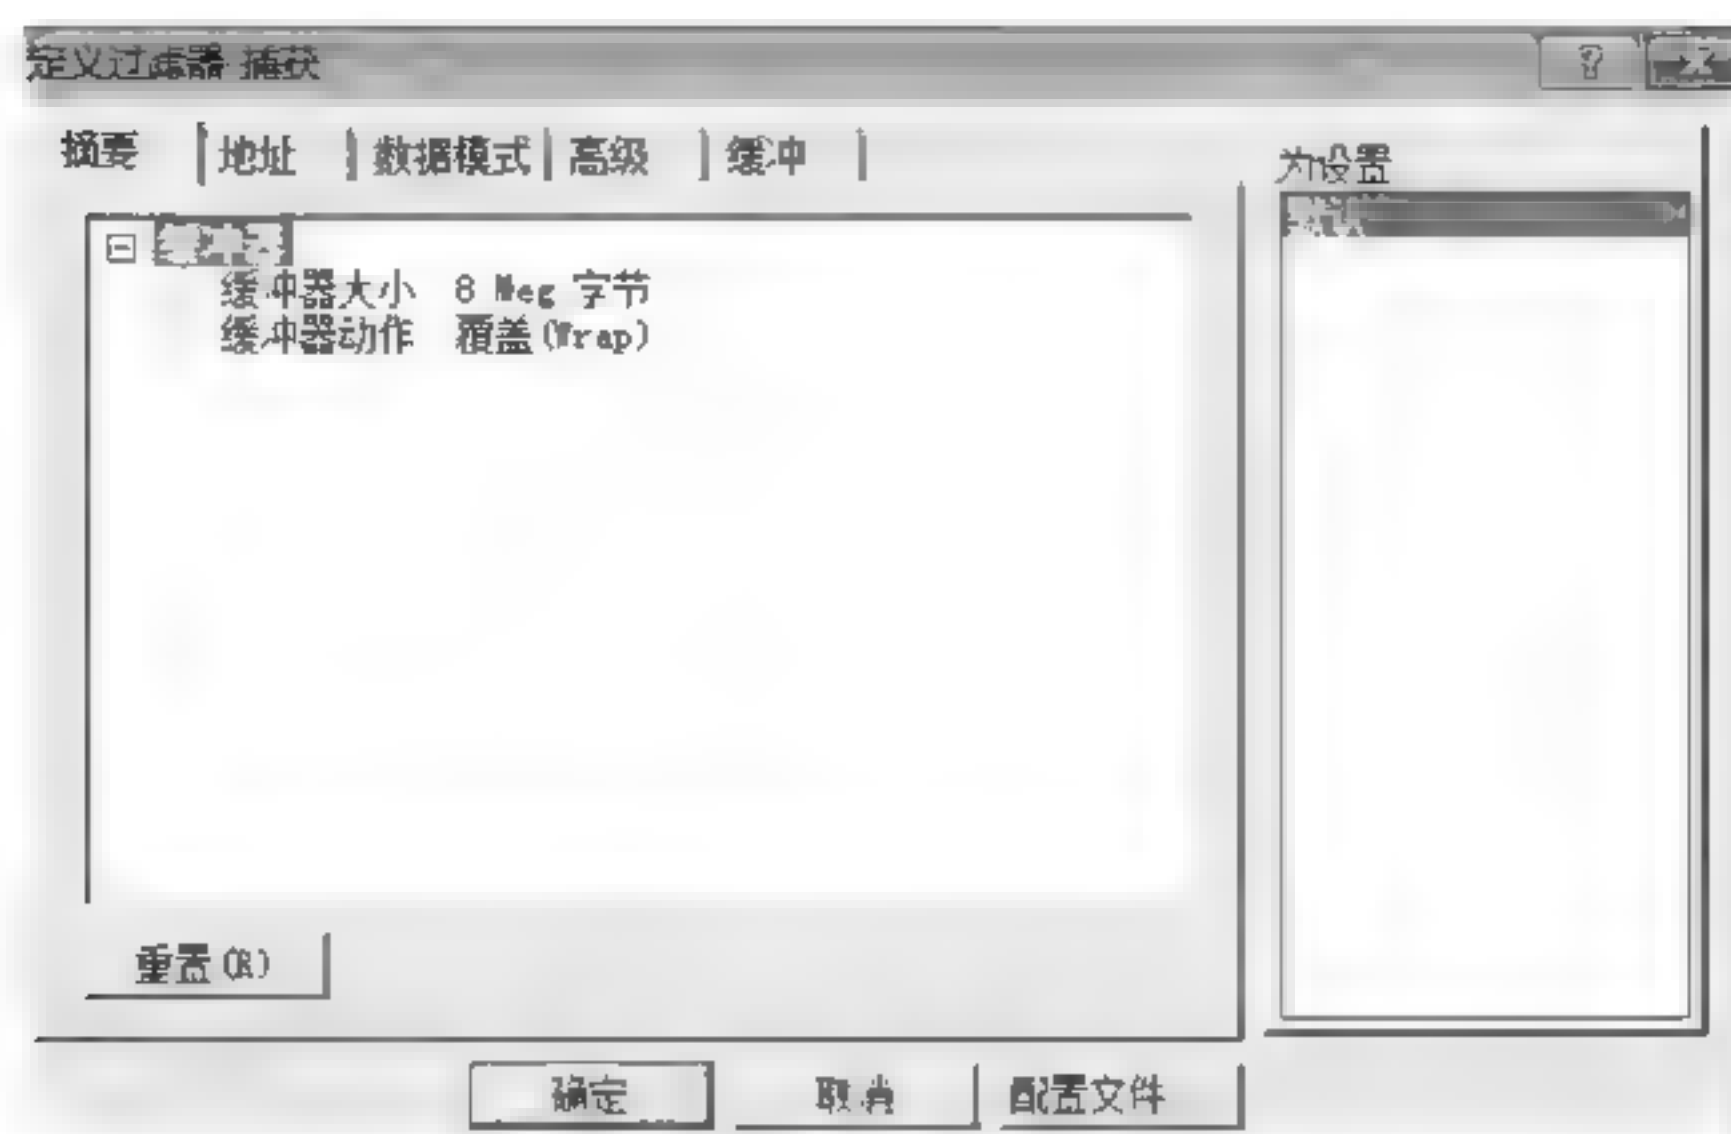 定义过滤器 捕获
?
摘要 地址 数据模式 高级 缓冲
为设置
缓冲器大小 8 Meg 字节
缓冲器动作 覆盖(Wrap)
重置(R)
确定 取消 配置文件